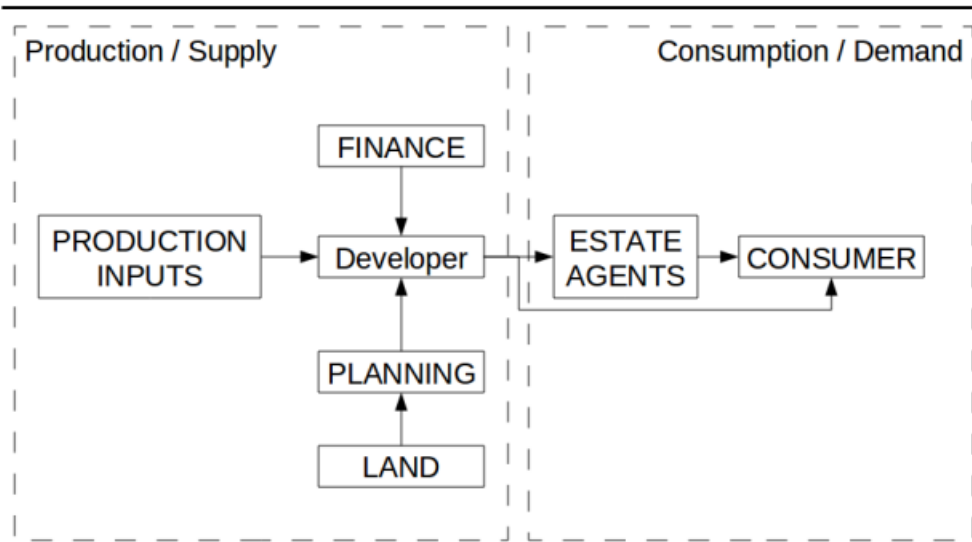 Production / Supply
Consumption / Demand
FINANCE
PRODUCTION
INPUTS
Developer
ESTATE
AGENTS
CONSUMER
PLANNING
LAND